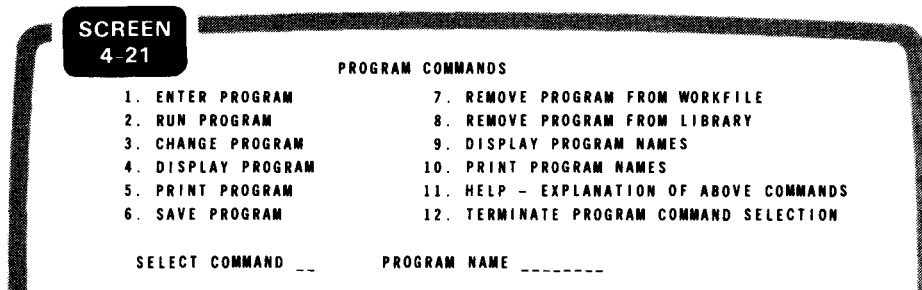 SCREEN
4-21
PROGRAM COMMANDS
1. ENTER PROGRAM 7. REMOVE PROGRAM FROM WORKFILE
2. RUN PROGRAM 8. REMOVE PROGRAM FROM LIBRARY
3. CHANGE PROGRAM 9. DISPLAY PROGRAM NAMES
4. DISPLAY PROGRAM 10. PRINT PROGRAM NAMES
5. PRINT PROGRAM 11. HELP – EXPLANATION OF ABOVE COMMANDS
6. SAVE PROGRAM 12. TERMINATE PROGRAM COMMAND SELECTION
SELECT COMMAND __ PROGRAM NAME ________